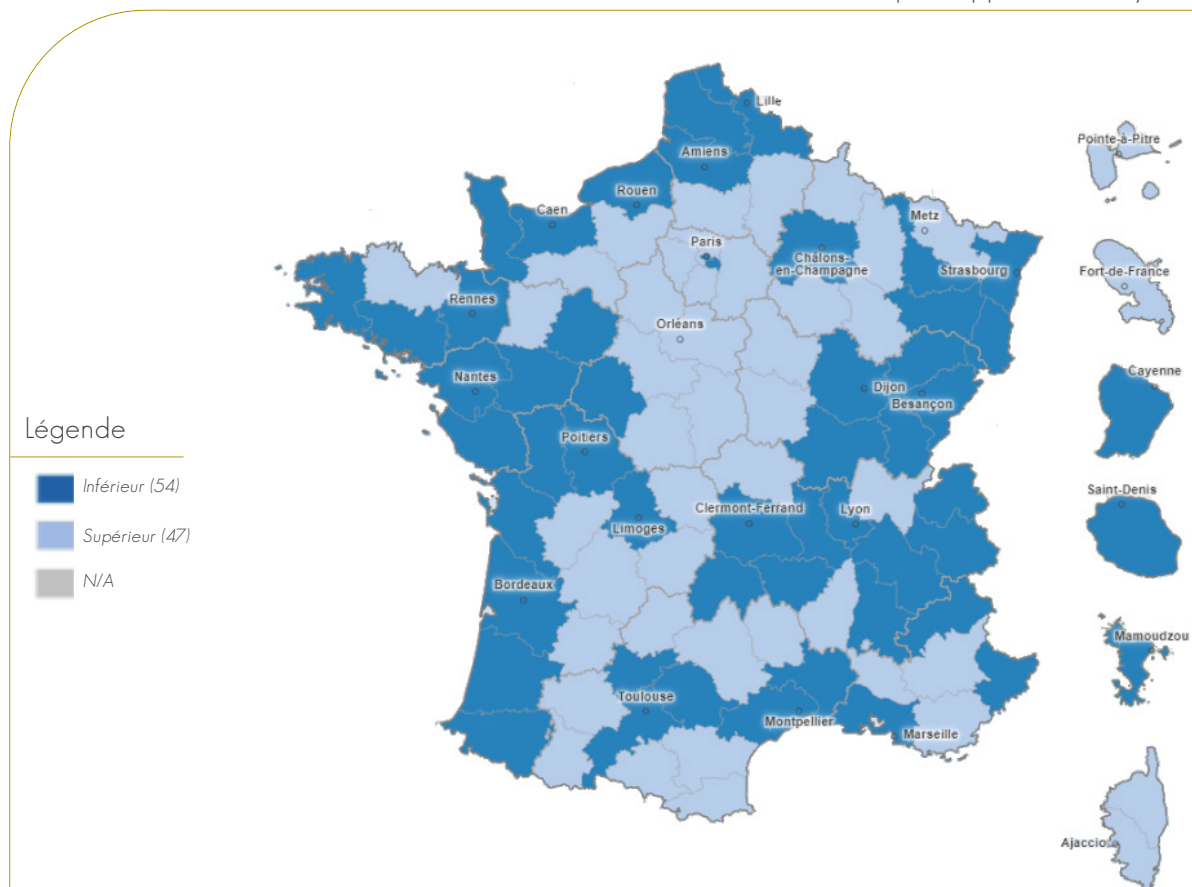 Lille
Pointe-à-Pitre
Amiens
Rouen
Caen
Metz
Paris
Châlons-
en-Champagne
Strasbourg
Fort-de-France
Rennes
Orléans
Cayenne
Nantes
Dijon
Besançon
Légende
Poitiers
Inférieur (54)
Saint-Denis
Clermont-Ferrand
Lyon
Limoges
Supérieur (47)
N/A
Bordeaux
Mamoudzou
Toulouse
Montpellier
Marseille
Ajaccio